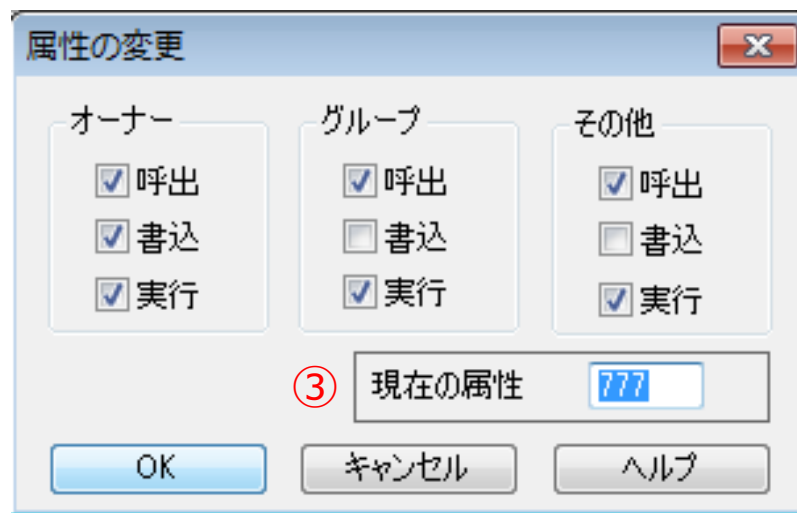 属性の変更
オーナー
呼出
書込
実行
グループ
呼出
書込
実行
その他
呼出
書込
実行
③ 現在の属性 777
OK キャンセル ヘルプ